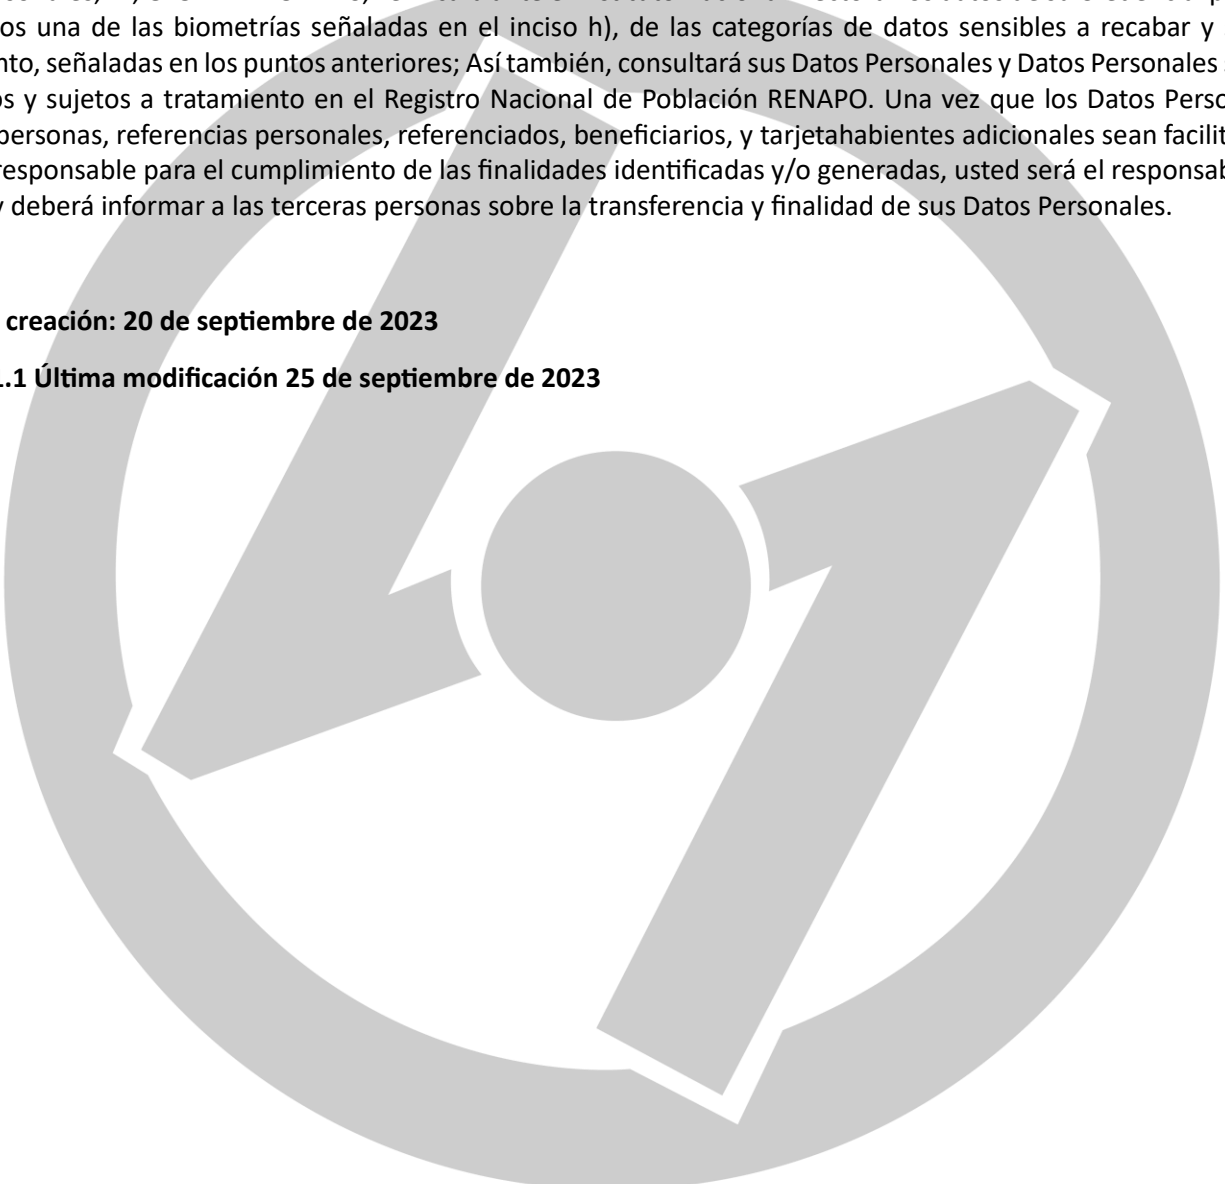 os una de las biometrías señaladas en el inciso h), de las categorías de datos sensibles a recabar y
nto, señaladas en los puntos anteriores; Así también, consultará sus Datos Personales y Datos Personales
os y sujetos a tratamiento en el Registro Nacional de Población RENAPO. Una vez que los Datos Perso
personas, referencias personales, referenciados, beneficiarios, y tarjetahabientes adicionales sean facilit
responsable para el cumplimiento de las finalidades identificadas y/o generadas, usted será el responsab
y deberá informar a las terceras personas sobre la transferencia y finalidad de sus Datos Personales.
creación: 20 de septiembre de 2023
.1 Última modificación 25 de septiembre de 2023